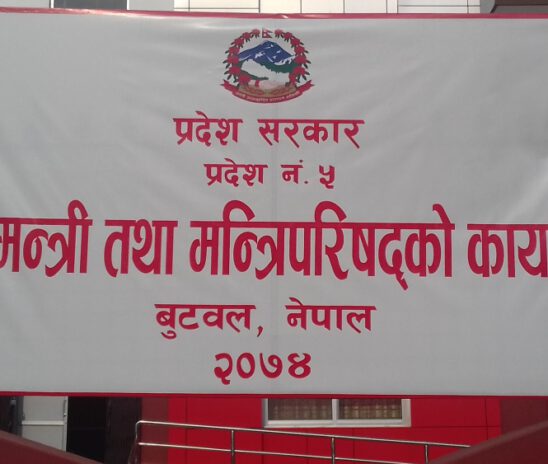 प्रदेश सरकार
प्रदेश नं. ५
मन्त्री तथा मन्त्रिपरिषद्को काया
बुटवल, नेपाल
२०७४